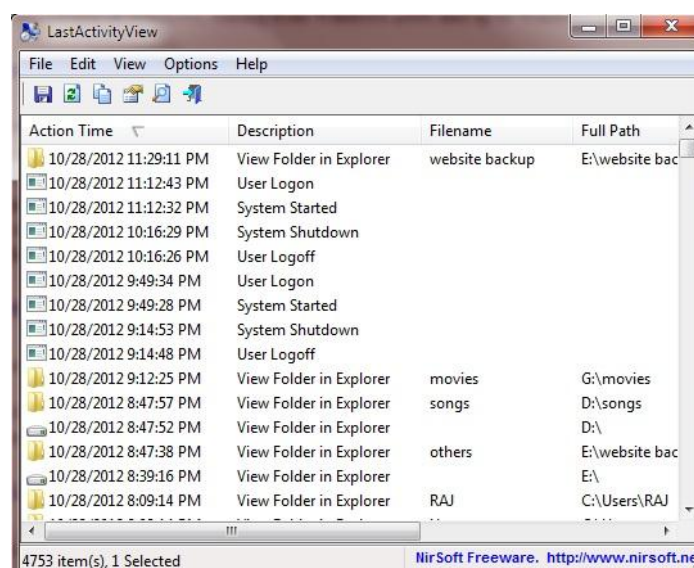 LastActivityView
File Edit View Options Help
Action Time Description Filename Full Path
10/28/2012 11:29:11 PM View Folder in Explorer website backup E:\website bac
10/28/2012 11:12:43 PM User Logon
10/28/2012 11:12:32 PM System Started
10/28/2012 10:16:29 PM System Shutdown
10/28/2012 10:16:26 PM User Logoff
10/28/2012 9:49:34 PM User Logon
10/28/2012 9:49:28 PM System Started
10/28/2012 9:14:53 PM System Shutdown
10/28/2012 9:14:48 PM User Logoff
10/28/2012 9:12:25 PM View Folder in Explorer movies G:\movies
10/28/2012 8:47:57 PM View Folder in Explorer songs D:\songs
10/28/2012 8:47:52 PM View Folder in Explorer D:\
10/28/2012 8:47:38 PM View Folder in Explorer others E:\website bac
10/28/2012 8:39:16 PM View Folder in Explorer E:\
10/28/2012 8:09:14 PM View Folder in Explorer RAJ C:\Users\RAJ
4753 item(s), 1 Selected NirSoft Freeware. http://www.nirsoft.ne